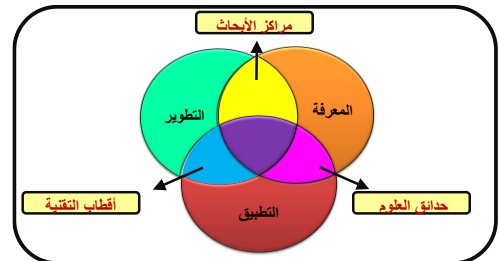 مراكز الأبحاث
المعرفة
التطوير
حدائق العلوم
أقطاب التقنية
التطبيق